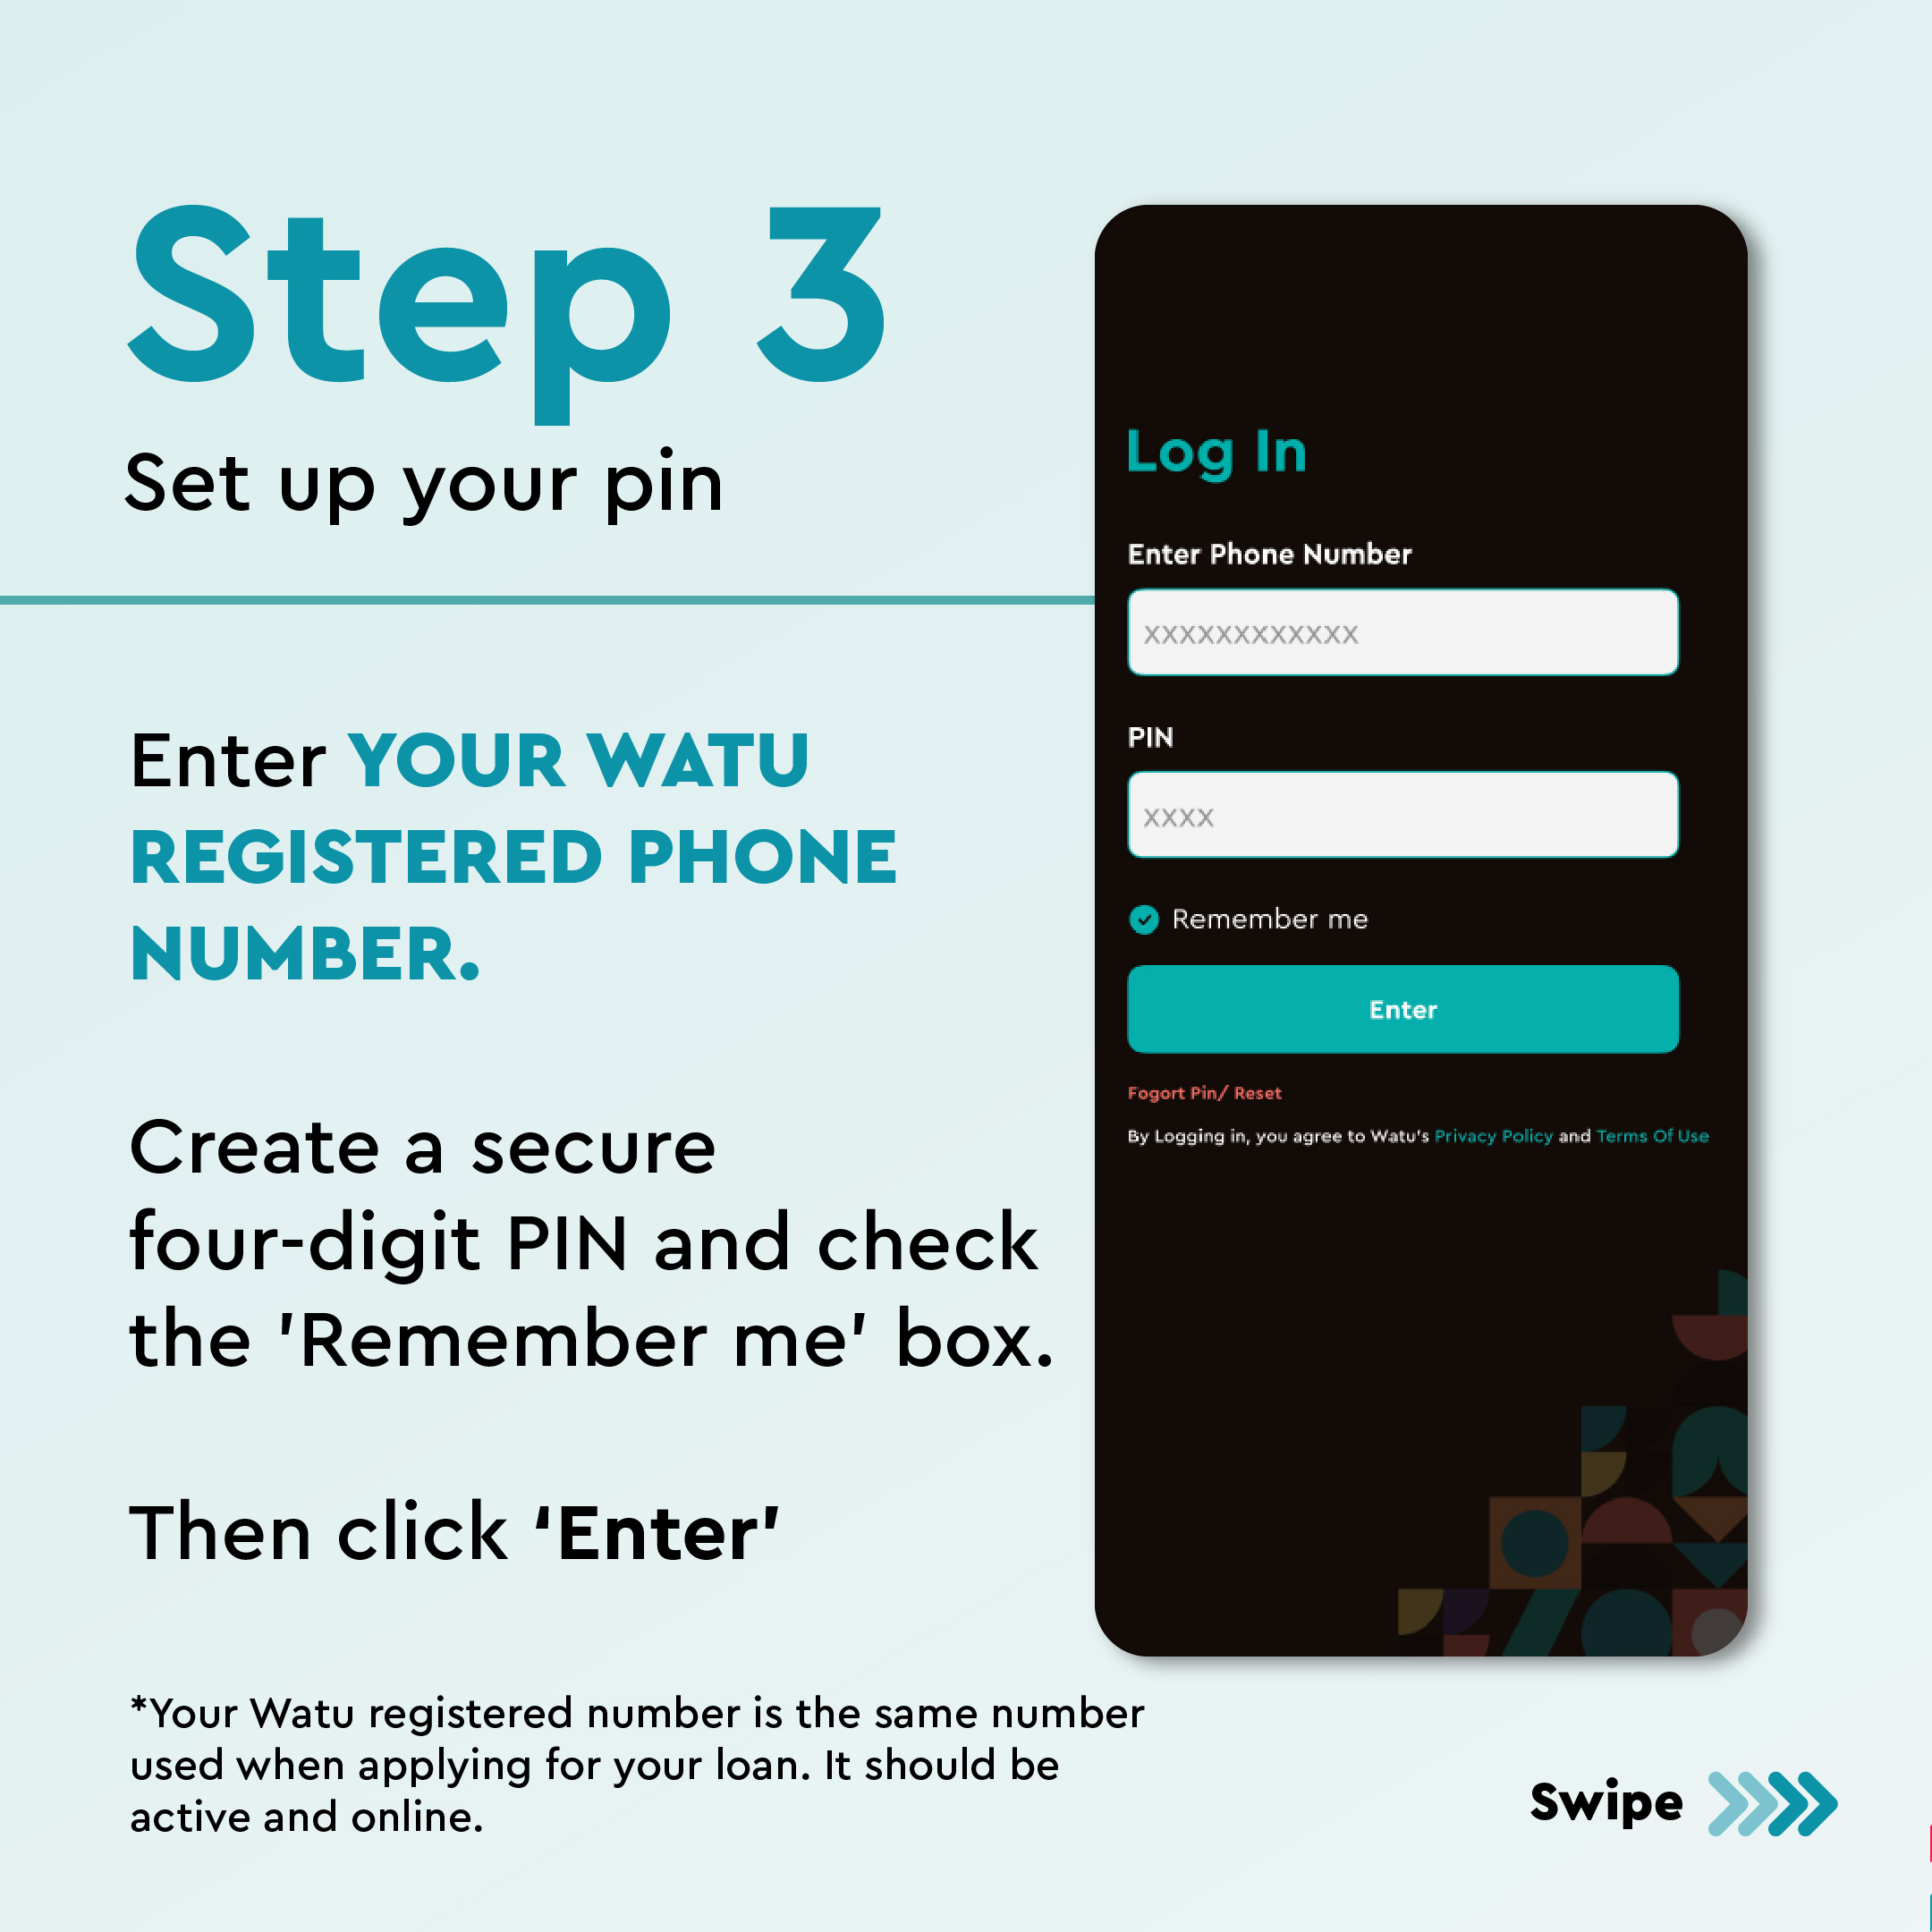 Step 3
Set up your pin
Enter YOUR WATU
REGISTERED PHONE
NUMBER.
Create a secure
four-digit PIN and check
the 'Remember me' box.
Then click ‘Enter’
*Your Watu registered number is the same number
used when applying for your loan. It should be
active and online.
Log In
Enter Phone Number
XXXXXXXXXXXX
PIN
XXXX
Remember me
Enter
Fogort Pin/ Reset
By Logging in, you agree to Watu's Privacy Policy and Terms Of Use
Swipe